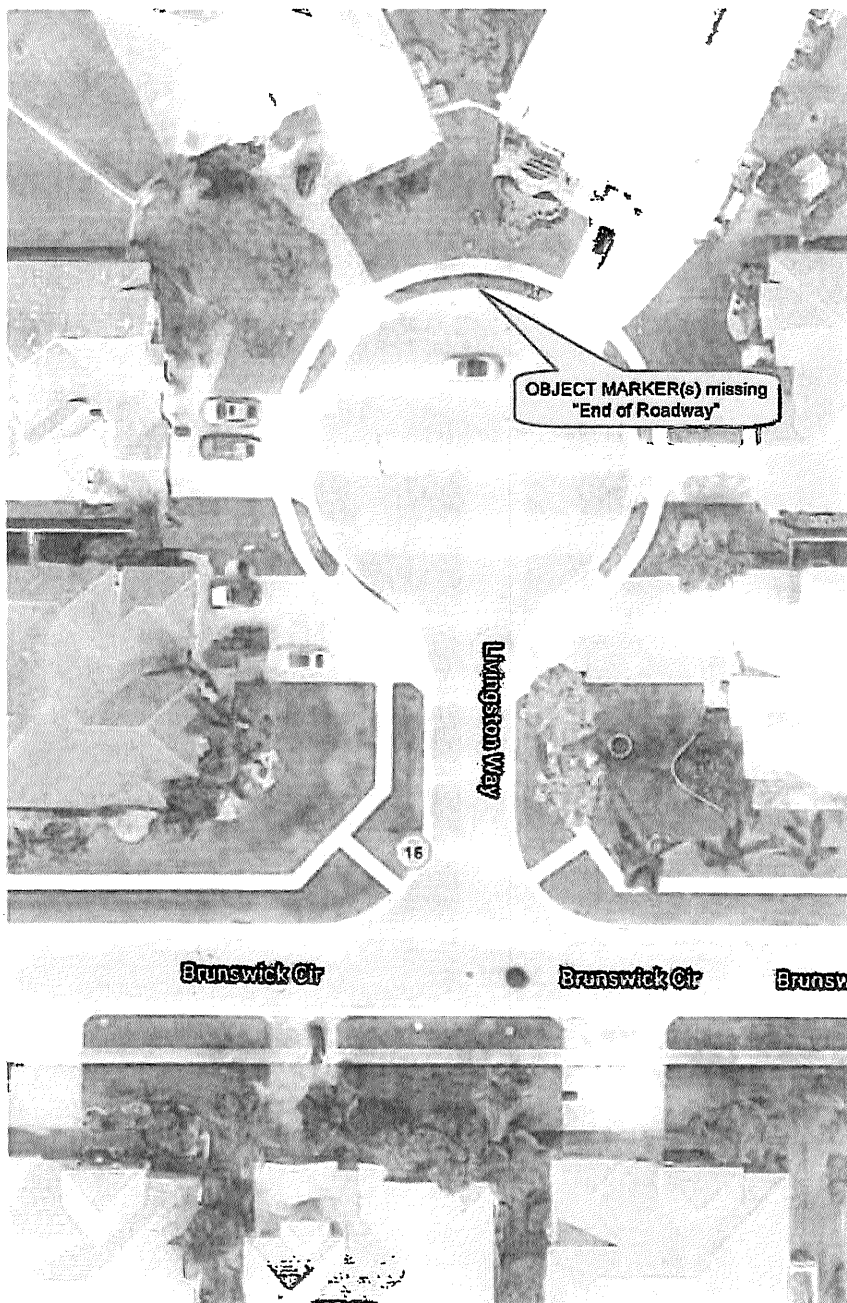 OBJECT MARKER(s) missing
"End of Roadway"
Livingston Way
16
Brunswick Cir
Brunswick Cir
Brunsw